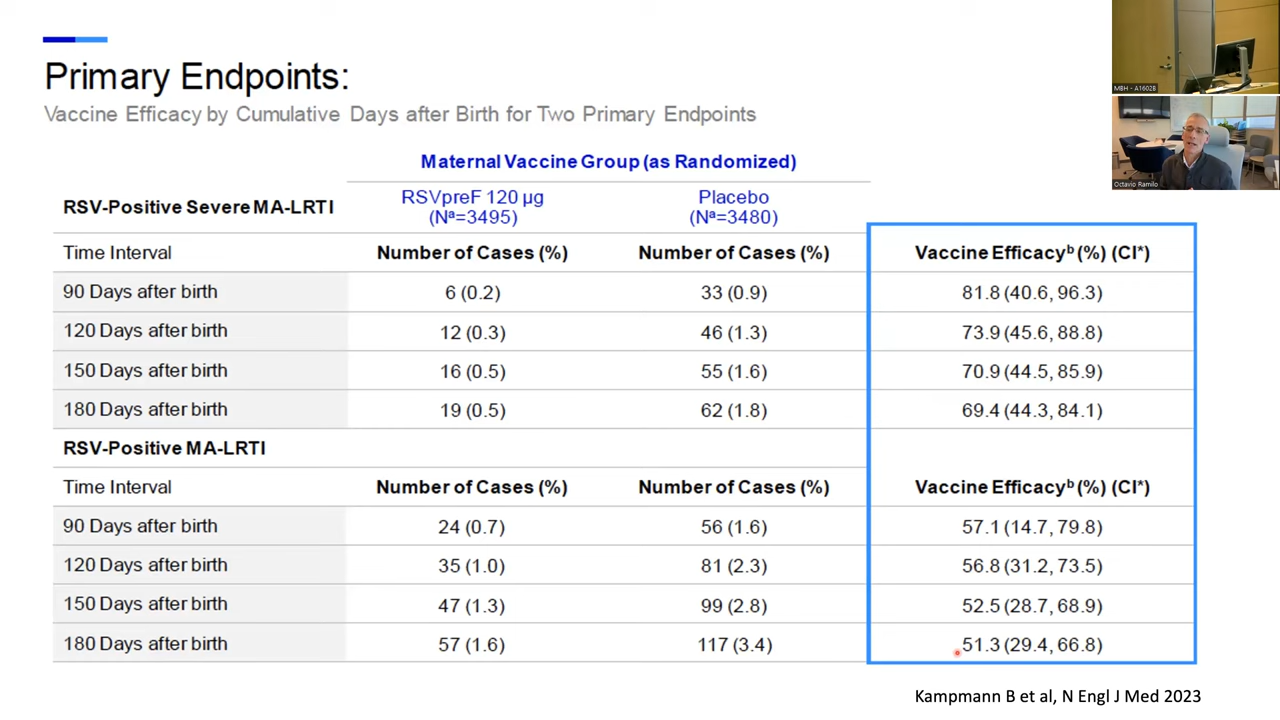 Primary Endpoints:
Vaccine Efficacy by Cumulative Days after Birth for Two Primary Endpoints
MBH - A16028
Octavio Ramilo
Maternal Vaccine Group (as Randomized)
RSV-Positive Severe MA-LRTI
RSVpreF 120 µg
(Nª=3495)
Placebo
(Nª=3480)
Time Interval Number of Cases (%) Number of Cases (%) Vaccine Efficacyᵇ (%) (CI*)
90 Days after birth 6 (0.2) 33 (0.9) 81.8 (40.6, 96.3)
120 Days after birth 12 (0.3) 46 (1.3) 73.9 (45.6, 88.8)
150 Days after birth 16 (0.5) 55 (1.6) 70.9 (44.5, 85.9)
180 Days after birth 19 (0.5) 62 (1.8) 69.4 (44.3, 84.1)
RSV-Positive MA-LRTI
Time Interval Number of Cases (%) Number of Cases (%) Vaccine Efficacyᵇ (%) (CI*)
90 Days after birth 24 (0.7) 56 (1.6) 57.1 (14.7, 79.8)
120 Days after birth 35 (1.0) 81 (2.3) 56.8 (31.2, 73.5)
150 Days after birth 47 (1.3) 99 (2.8) 52.5 (28.7, 68.9)
180 Days after birth 57 (1.6) 117 (3.4) 51.3 (29.4, 66.8)
Kampmann B et al, N Engl J Med 2023